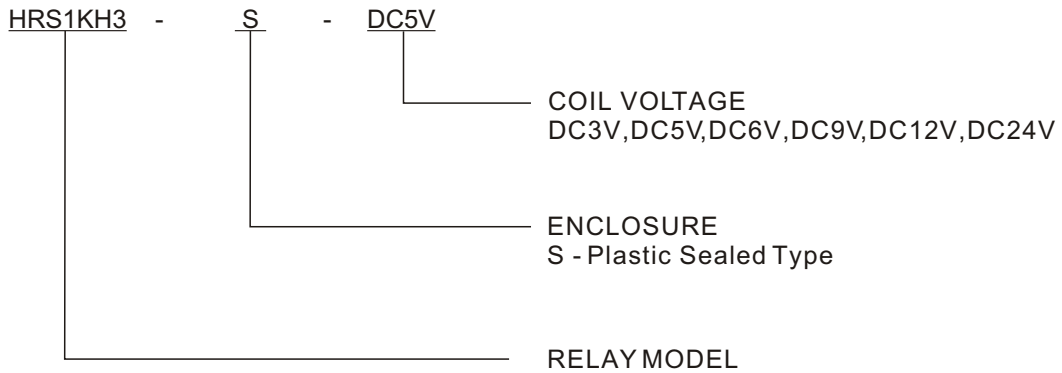 HRS1KH3 - S - DC5V
COIL VOLTAGE
DC3V,DC5V,DC6V,DC9V,DC12V,DC24V
ENCLOSURE
S - Plastic Sealed Type
RELAY MODEL